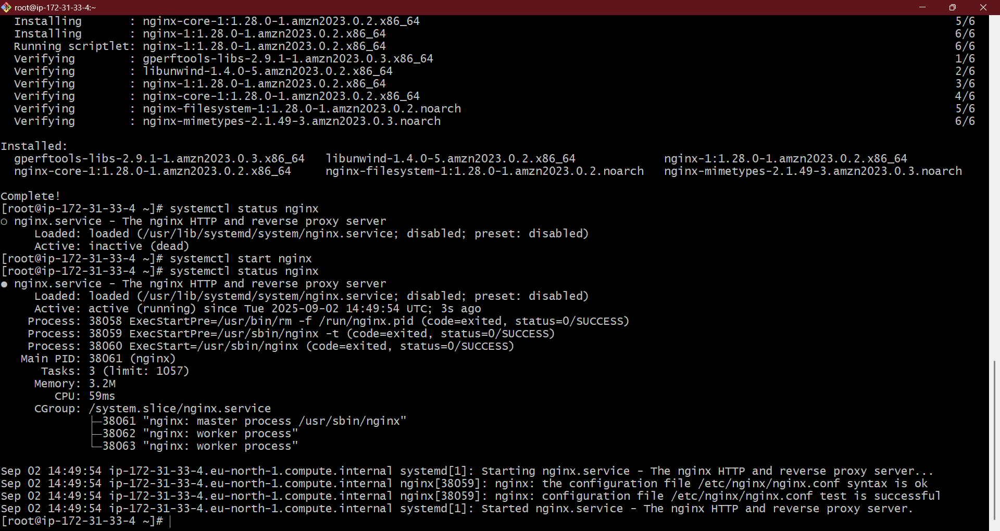 root@ip-172-31-33-4:~
  Installing       : nginx-core-1:1.28.0-1.amzn2023.0.2.x86_64                                                                               5/6
  Installing       : nginx-1:1.28.0-1.amzn2023.0.2.x86_64                                                                                    6/6
  Running scriptlet: nginx-1:1.28.0-1.amzn2023.0.2.x86_64                                                                                    6/6
  Verifying        : gperftools-libs-2.9.1-1.amzn2023.0.3.x86_64                                                                             1/6
  Verifying        : libunwind-1.4.0-5.amzn2023.0.2.x86_64                                                                                   2/6
  Verifying        : nginx-1:1.28.0-1.amzn2023.0.2.x86_64                                                                                    3/6
  Verifying        : nginx-core-1:1.28.0-1.amzn2023.0.2.x86_64                                                                               4/6
  Verifying        : nginx-filesystem-1:1.28.0-1.amzn2023.0.2.noarch                                                                         5/6
  Verifying        : nginx-mimetypes-2.1.49-3.amzn2023.0.3.noarch                                                                            6/6
Installed:
  gperftools-libs-2.9.1-1.amzn2023.0.3.x86_64   libunwind-1.4.0-5.amzn2023.0.2.x86_64             nginx-1:1.28.0-1.amzn2023.0.2.x86_64
  nginx-core-1:1.28.0-1.amzn2023.0.2.x86_64     nginx-filesystem-1:1.28.0-1.amzn2023.0.2.noarch   nginx-mimetypes-2.1.49-3.amzn2023.0.3.noarch
Complete!
[root@ip-172-31-33-4 ~]# systemctl status nginx
○ nginx.service - The nginx HTTP and reverse proxy server
     Loaded: loaded (/usr/lib/systemd/system/nginx.service; disabled; preset: disabled)
     Active: inactive (dead)
[root@ip-172-31-33-4 ~]# systemctl start nginx
[root@ip-172-31-33-4 ~]# systemctl status nginx
● nginx.service - The nginx HTTP and reverse proxy server
     Loaded: loaded (/usr/lib/systemd/system/nginx.service; disabled; preset: disabled)
     Active: active (running) since Tue 2025-09-02 14:49:54 UTC; 3s ago
    Process: 38058 ExecStartPre=/usr/bin/rm -f /run/nginx.pid (code=exited, status=0/SUCCESS)
    Process: 38059 ExecStartPre=/usr/sbin/nginx -t (code=exited, status=0/SUCCESS)
    Process: 38060 ExecStart=/usr/sbin/nginx (code=exited, status=0/SUCCESS)
   Main PID: 38061 (nginx)
      Tasks: 3 (limit: 1057)
     Memory: 3.2M
        CPU: 59ms
     CGroup: /system.slice/nginx.service
             ├─38061 "nginx: master process /usr/sbin/nginx"
             ├─38062 "nginx: worker process"
             └─38063 "nginx: worker process"
Sep 02 14:49:54 ip-172-31-33-4.eu-north-1.compute.internal systemd[1]: Starting nginx.service - The nginx HTTP and reverse proxy server...
Sep 02 14:49:54 ip-172-31-33-4.eu-north-1.compute.internal nginx[38059]: nginx: the configuration file /etc/nginx/nginx.conf syntax is ok
Sep 02 14:49:54 ip-172-31-33-4.eu-north-1.compute.internal nginx[38059]: nginx: configuration file /etc/nginx/nginx.conf test is successful
Sep 02 14:49:54 ip-172-31-33-4.eu-north-1.compute.internal systemd[1]: Started nginx.service - The nginx HTTP and reverse proxy server.
[root@ip-172-31-33-4 ~]#